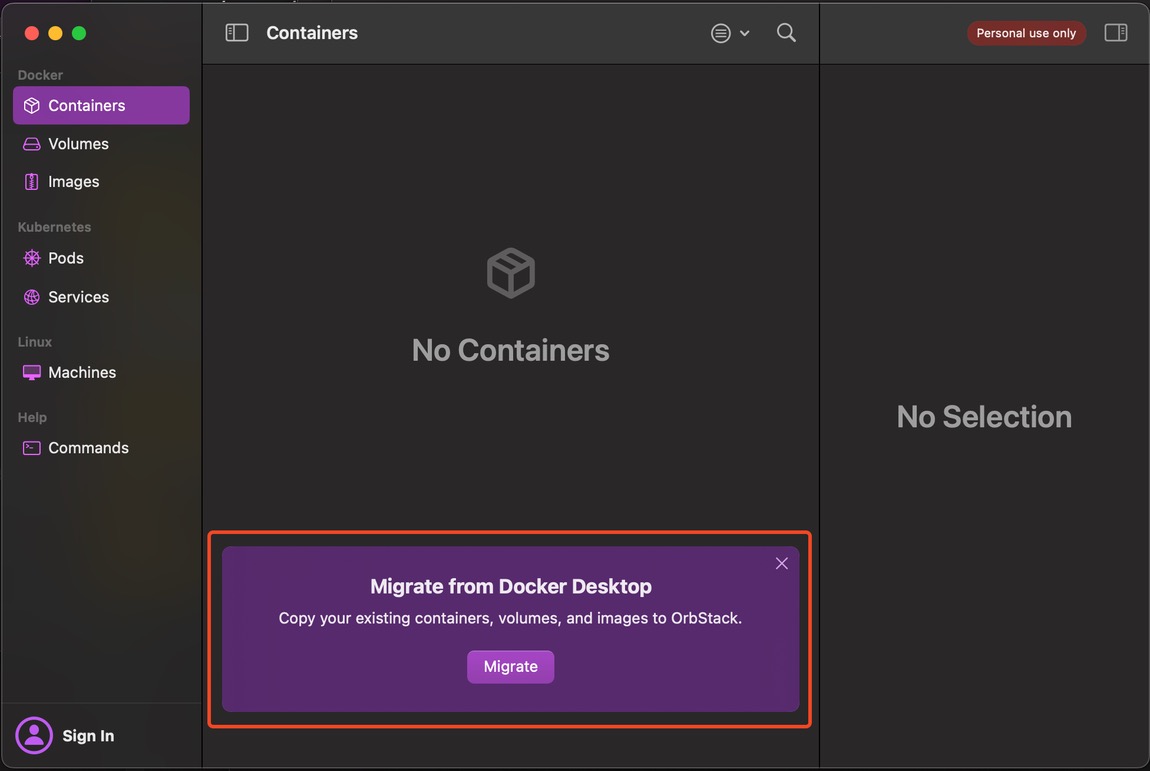 Containers
Personal use only
Docker
Containers
Volumes
Images
Kubernetes
Pods
Services
Linux
Machines
Help
Commands
Sign In
No Containers
Migrate from Docker Desktop
Copy your existing containers, volumes, and images to OrbStack.
Migrate
No Selection